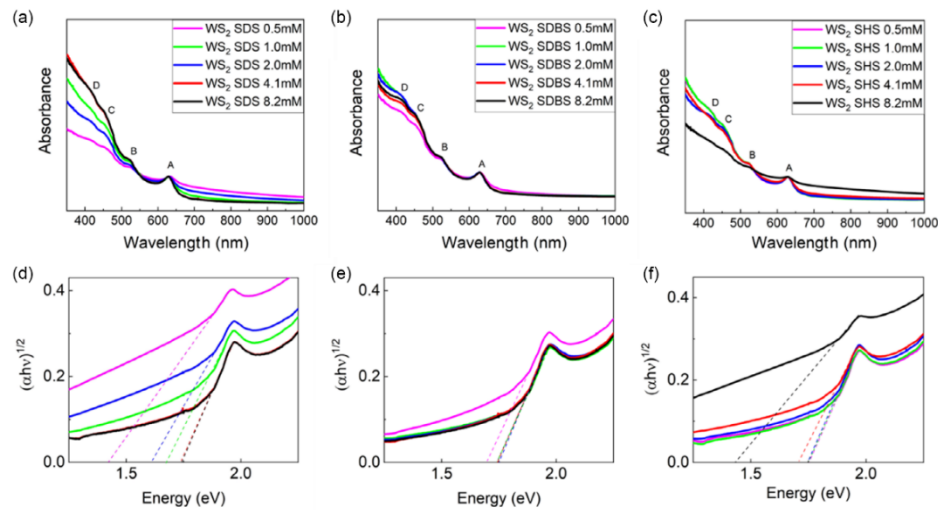 (a)
WS₂ SDS 0.5mM
WS₂ SDS 1.0mM
WS₂ SDS 2.0mM
WS₂ SDS 4.1mM
WS₂ SDS 8.2mM
D
C
B
A
Absorbance
400 500 600 700 800 900 1000
Wavelength (nm)
(b)
WS₂ SDBS 0.5mM
WS₂ SDBS 1.0mM
WS₂ SDBS 2.0mM
WS₂ SDBS 4.1mM
WS₂ SDBS 8.2mM
D
C
B
A
Absorbance
400 500 600 700 800 900 1000
Wavelength (nm)
(c)
WS₂ SHS 0.5mM
WS₂ SHS 1.0mM
WS₂ SHS 2.0mM
WS₂ SHS 4.1mM
WS₂ SHS 8.2mM
D
C
B
A
Absorbance
400 500 600 700 800 900 1000
Wavelength (nm)
(d)
0.4
0.2
0.0
(αhν)¹/²
1.5 2.0
Energy (eV)
(e)
0.4
0.2
0.0
(αhν)¹/²
1.5 2.0
Energy (eV)
(f)
0.4
0.2
0.0
(αhν)¹/²
1.5 2.0
Energy (eV)